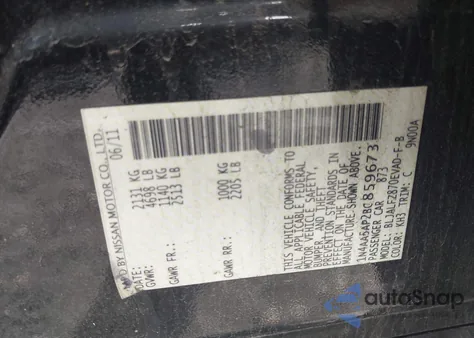 MFD BY NISSAN MOTOR CO., LTD.
DATE: 06/11
GVWR: 2131 KG
4698 LB
GAWR FR.: 1140 KG
2513 LB
GAWR RR.: 1000 KG
2205 LB
THIS VEHICLE CONFORMS TO
ALL APPLICABLE FEDERAL
MOTOR VEHICLE SAFETY,
BUMPER, AND THEFT
PREVENTION STANDARDS IN
EFFECT ON THE DATE OF
MANUFACTURE SHOWN ABOVE.
859673
PASSENGER CAR 873
MODEL:
COLOR: KH3 TRIM: C
9N00A
autoSnap